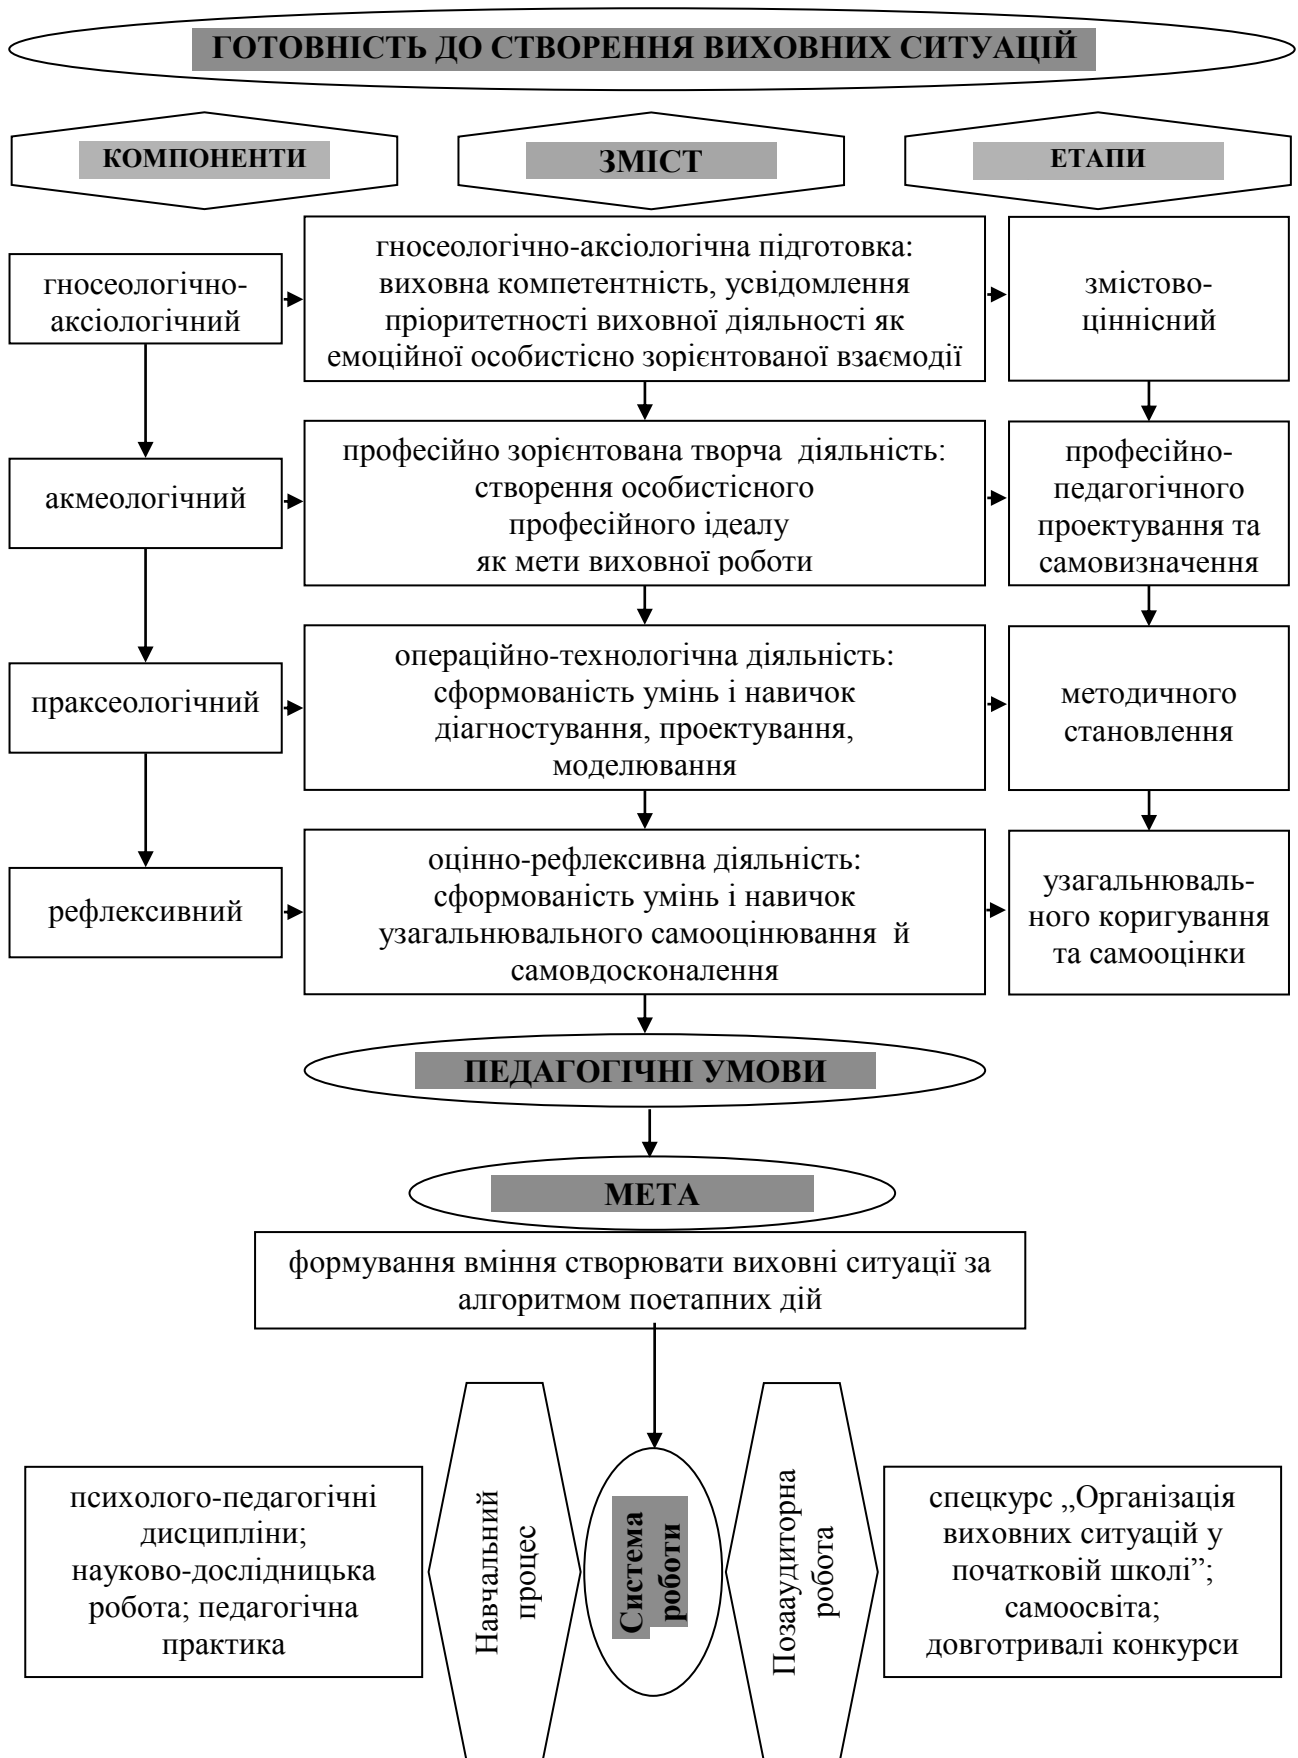 ГОТОВНІСТЬ ДО СТВОРЕННЯ ВИХОВНИХ СИТУАЦІЙ
КОМПОНЕНТИ
ЗМІСТ
ЕТАПИ
гносеологічно-
аксіологічний
гносеологічно-аксіологічна підготовка:
виховна компетентність, усвідомлення
пріоритетності виховної діяльності як
емоційної особистісно зорієнтованої взаємодії
змістово-
ціннісний
акмеологічний
професійно зорієнтована творча діяльність:
створення особистісного
професійного ідеалу
як мети виховної роботи
професійно-
педагогічного
проектування та
самовизначення
праксеологічний
операційно-технологічна діяльність:
сформованість умінь і навичок
діагностування, проектування,
моделювання
методичного
становлення
рефлексивний
оцінно-рефлексивна діяльність:
сформованість умінь і навичок
узагальнювального самооцінювання й
самовдосконалення
узагальнюваль-
ного коригування
та самооцінки
ПЕДАГОГІЧНІ УМОВИ
МЕТА
формування вміння створювати виховні ситуації за
алгоритмом поетапних дій
психолого-педагогічні
дисципліни;
науково-дослідницька
робота; педагогічна
практика
Навчальний
процес
Система
роботи
Позааудиторна
робота
спецкурс „Організація
виховних ситуацій у
початковій школі”;
самоосвіта;
довготривалі конкурси